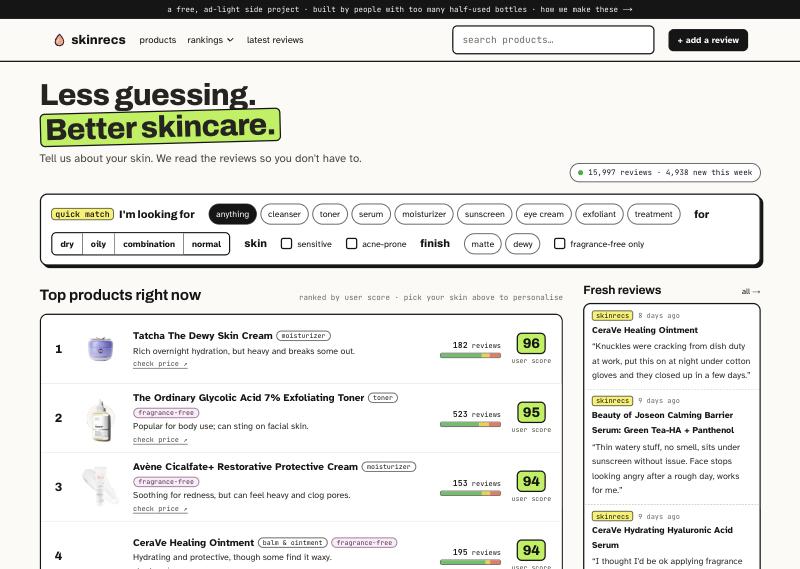 a free, ad-light side project · built by people with too many half-used bottles · how we make these →
skinrecs products rankings latest reviews search products… + add a review
Less guessing.
Better skincare.
Tell us about your skin. We read the reviews so you don't have to.
15,997 reviews · 4,938 new this week
quick match I'm looking for anything cleanser toner serum moisturizer sunscreen eye cream exfoliant treatment for
dry oily combination normal skin sensitive acne-prone finish matte dewy fragrance-free only
Top products right now ranked by user score · pick your skin above to personalise
1
Tatcha The Dewy Skin Cream moisturizer
Rich overnight hydration, but heavy and breaks some out.
check price ↗
182 reviews
96
user score
2
The Ordinary Glycolic Acid 7% Exfoliating Toner toner
fragrance-free
Popular for body use; can sting on facial skin.
check price ↗
523 reviews
95
user score
3
Avène Cicalfate+ Restorative Protective Cream moisturizer
fragrance-free
Soothing for redness, but can feel heavy and clog pores.
check price ↗
153 reviews
94
user score
4
CeraVe Healing Ointment balm & ointment fragrance-free
Hydrating and protective, though some find it waxy.
195 reviews
94
user score
Fresh reviews all →
skinrecs 8 days ago
CeraVe Healing Ointment
“Knuckles were cracking from dish duty
at work, put this on at night under cotton
gloves and they closed up in a few days.”
skinrecs 9 days ago
Beauty of Joseon Calming Barrier
Serum: Green Tea-HA + Panthenol
“Thin watery stuff, no smell, sits under
sunscreen without issue. Face stops
looking angry after a rough day, works
for me.”
skinrecs 9 days ago
CeraVe Hydrating Hyaluronic Acid
Serum
“I thought I'd be ok applying fragrance